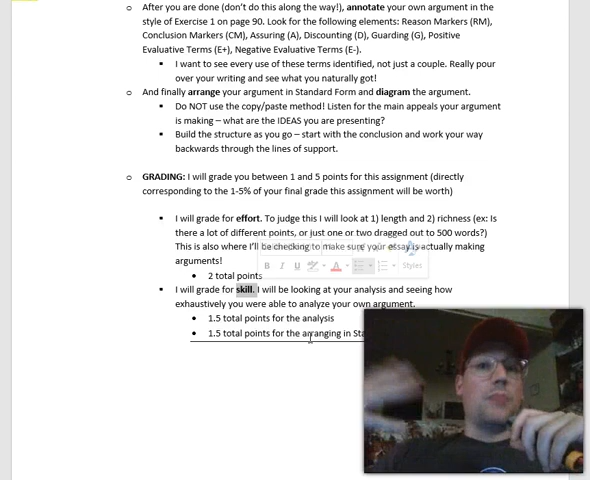 o After you are done (don't do this along the way!), annotate your own argument in the
style of Exercise 1 on page 90. Look for the following elements: Reason Markers (RM),
Conclusion Markers (CM), Assuring (A), Discounting (D), Guarding (G), Positive
Evaluative Terms (E+), Negative Evaluative Terms (E-).
▪ I want to see every use of these terms identified, not just a couple. Really pour
over your writing and see what you naturally got!
o And finally arrange your argument in Standard Form and diagram the argument.
▪ Do NOT use the copy/paste method! Listen for the main appeals your argument
is making – what are the IDEAS you are presenting?
▪ Build the structure as you go – start with the conclusion and work your way
backwards through the lines of support.
o GRADING: I will grade you between 1 and 5 points for this assignment (directly
corresponding to the 1-5% of your final grade this assignment will be worth)
▪ I will grade for effort. To judge this I will look at 1) length and 2) richness (ex: Is
there a lot of different points, or just one or two dragged out to 500 words?)
This is also where I'll be checking to make sure your essay is actually making
arguments!
• 2 total points
B I A Styles
▪ I will grade for skill. I will be looking at your analysis and seeing how
exhaustively you were able to analyze your own argument.
• 1.5 total points for the analysis
• 1.5 total points for the arranging in